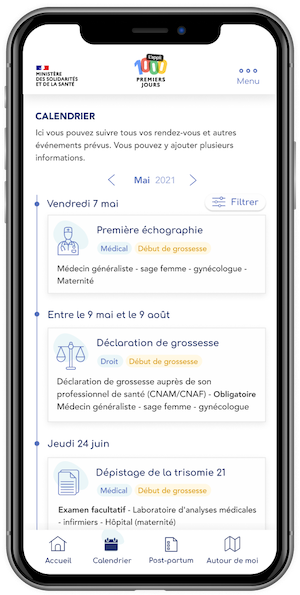 MINISTÈRE
DES SOLIDARITÉS
ET DE LA SANTÉ
l'appli
1000
PREMIERS
JOURS
Menu
CALENDRIER
Ici vous pouvez suivre tous vos rendez-vous et autres
événements prévus. Vous pouvez y ajouter plusieurs
informations.
Mai 2021
Vendredi 7 mai
Filtrer
Première échographie
Médical Début de grossesse
Médecin généraliste - sage femme - gynécologue -
Maternité
Entre le 9 mai et le 9 août
Déclaration de grossesse
Droit Début de grossesse
Déclaration de grossesse auprès de son
professionnel de santé (CNAM/CNAF) - Obligatoire
Médecin généraliste - sage femme - gynécologue
Jeudi 24 juin
Dépistage de la trisomie 21
Médical Début de grossesse
Examen facultatif - Laboratoire d'analyses médicales
- infirmiers - Hôpital (maternité)
Accueil Calendrier Post-partum Autour de moi